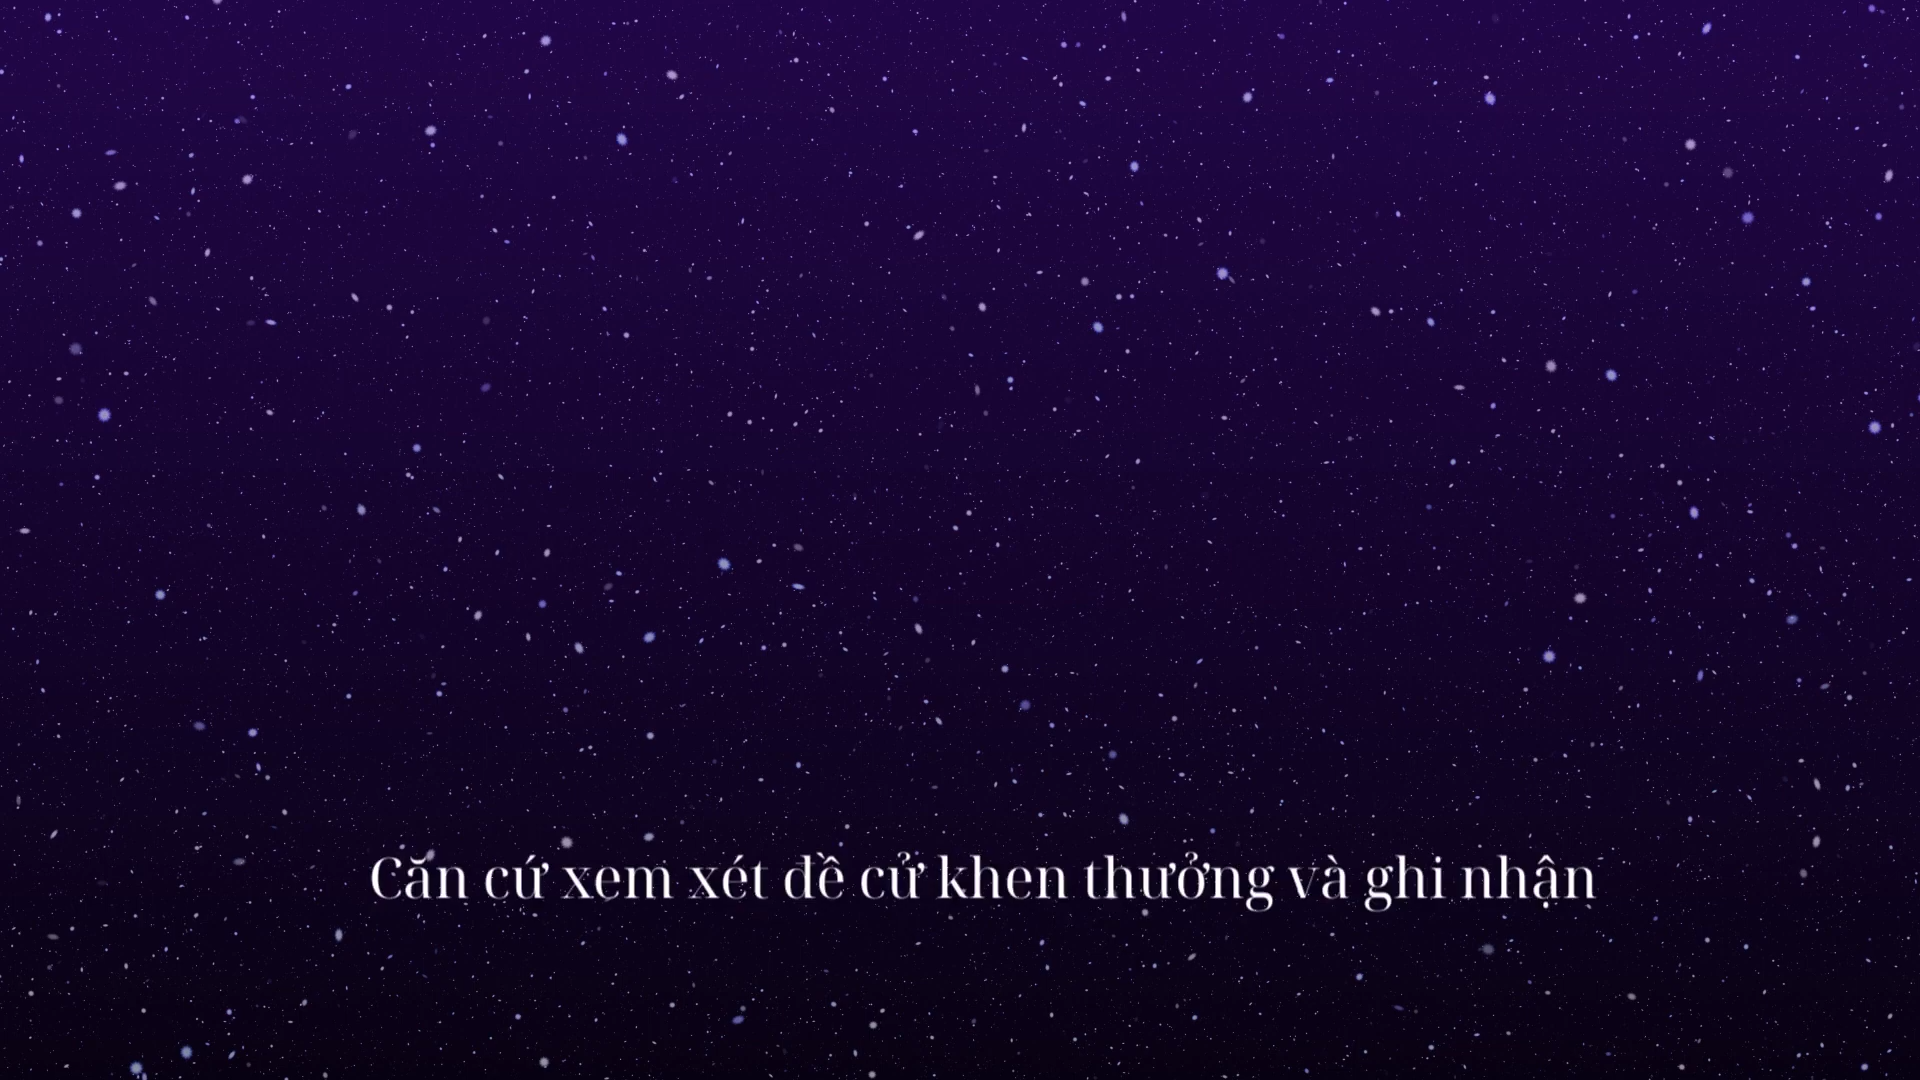 Căn cứ xem xét đề cử khen thưởng và ghi nhận